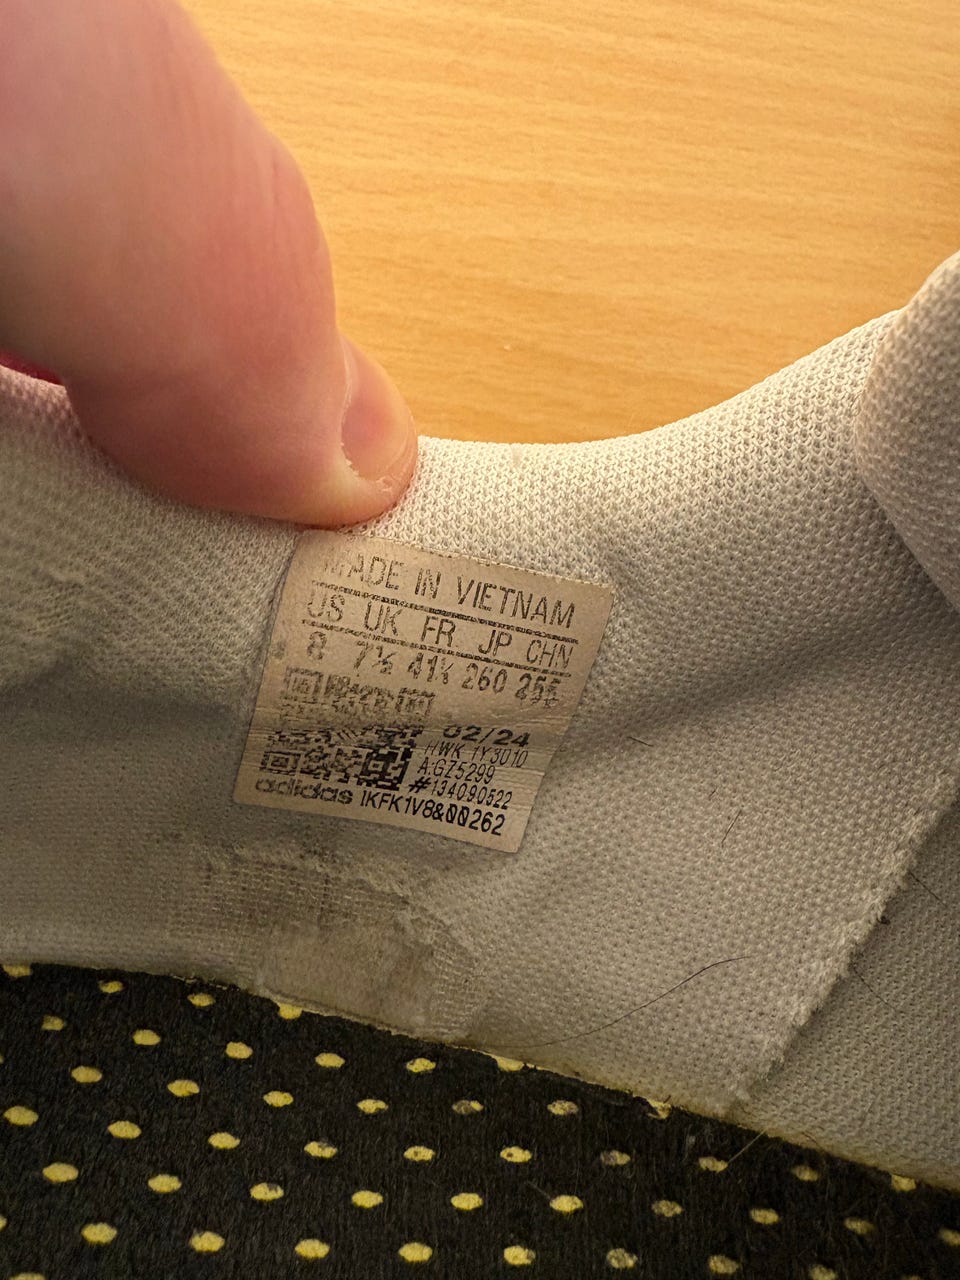 MADE IN VIETNAM
US UK FR JP CHN
8 7½ 41⅓ 260 255
02/24
HWK 1Y3010
A:GZ5299
#134090522
adidas IKFK1V8&00262